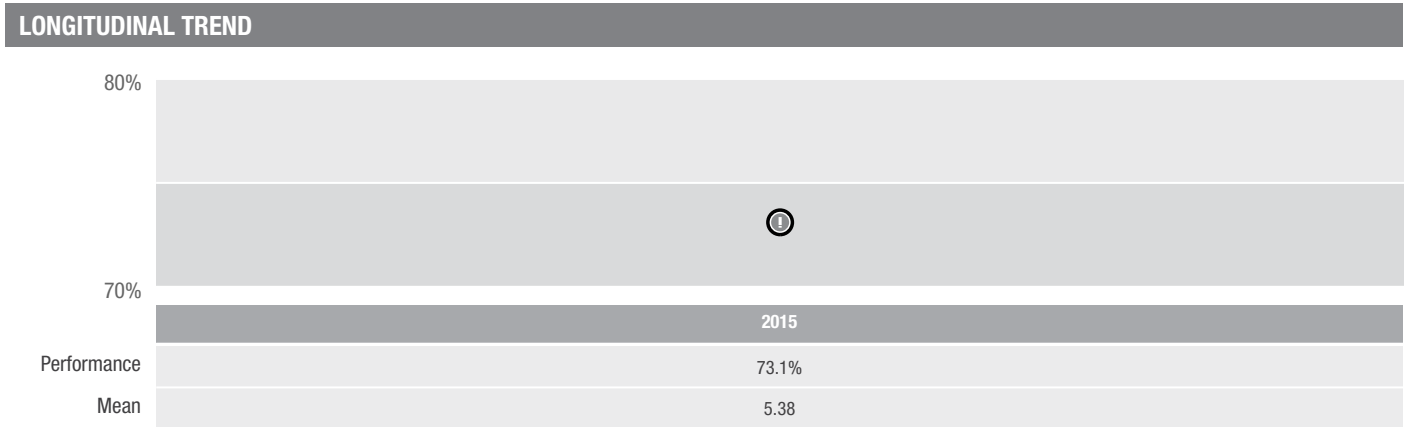 LONGITUDINAL TREND
80%
!
70%
2015
Performance 73.1%
Mean 5.38